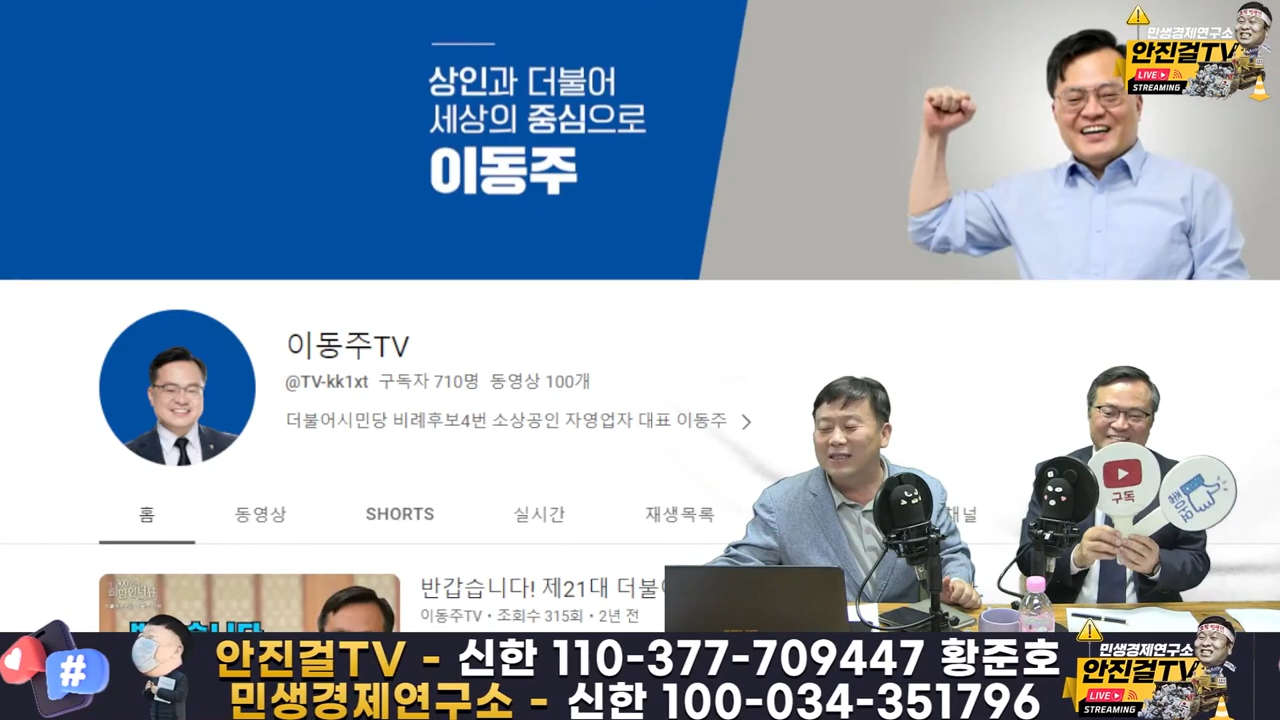 상인과 더불어
세상의 중심으로
이동주
민생경제연구소
안진걸TV
LIVE
STREAMING
이동주TV
@TV-kk1xt 구독자 710명 동영상 100개
더불어시민당 비례후보4번 소상공인 자영업자 대표 이동주
홈 동영상 SHORTS 실시간 재생목록 채널
구독
좋아요
반갑습니다! 제21대 더불어
이동주TV • 조회수 315회 • 2년 전
#
안진걸TV - 신한 110-377-709447 황준호
민생경제연구소 - 신한 100-034-351796
민생경제연구소
안진걸TV
LIVE
STREAMING